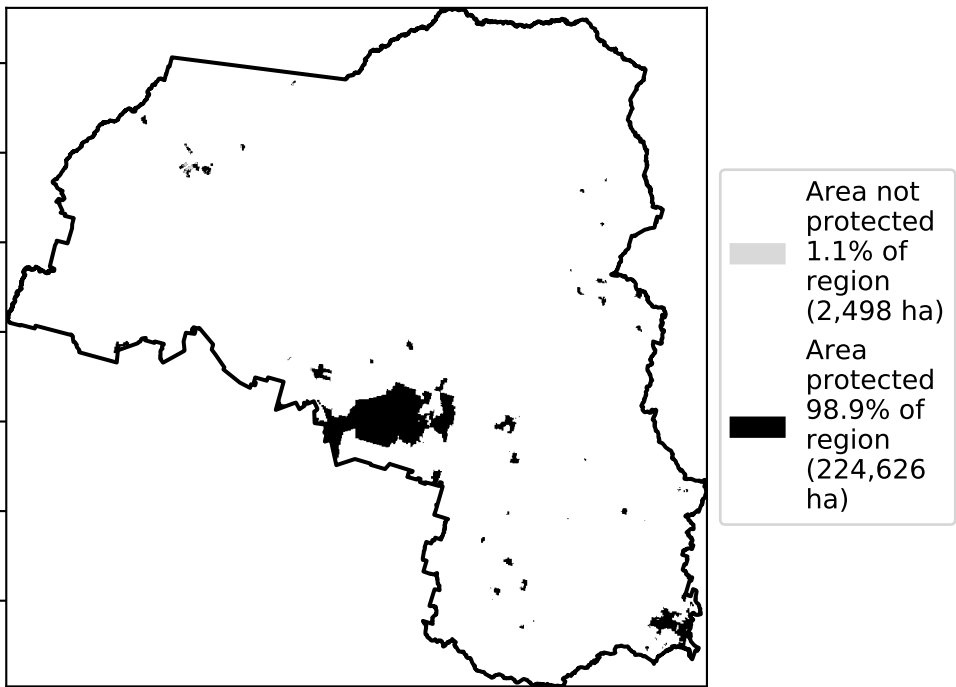 Area not
protected
1.1% of
region
(2,498 ha)
Area
protected
98.9% of
region
(224,626
ha)